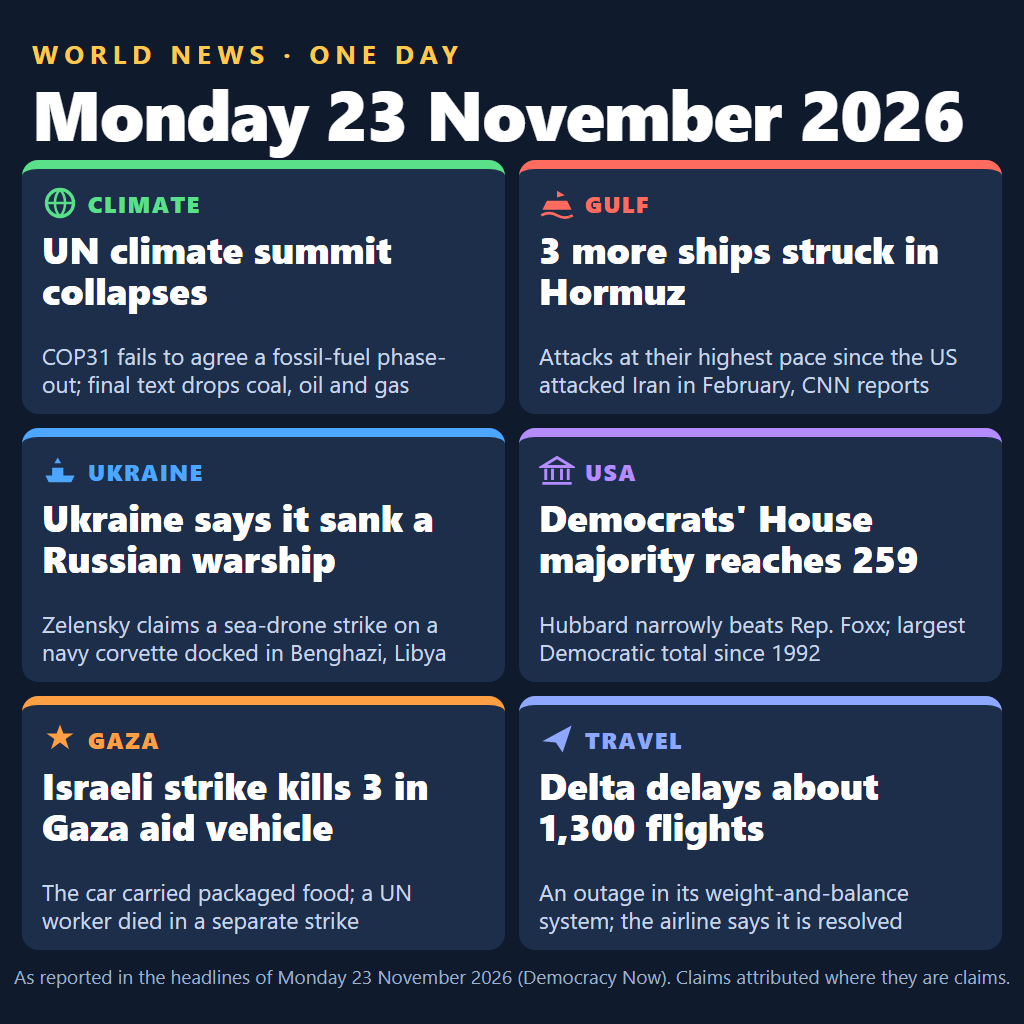 WORLD NEWS · ONE DAY
Monday 23 November 2026
CLIMATE
UN climate summit
collapses
COP31 fails to agree a fossil-fuel phase-
out; final text drops coal, oil and gas
GULF
3 more ships struck in
Hormuz
Attacks at their highest pace since the US
attacked Iran in February, CNN reports
UKRAINE
Ukraine says it sank a
Russian warship
Zelensky claims a sea-drone strike on a
navy corvette docked in Benghazi, Libya
USA
Democrats' House
majority reaches 259
Hubbard narrowly beats Rep. Foxx; largest
Democratic total since 1992
GAZA
Israeli strike kills 3 in
Gaza aid vehicle
The car carried packaged food; a UN
worker died in a separate strike
TRAVEL
Delta delays about
1,300 flights
An outage in its weight-and-balance
system; the airline says it is resolved
As reported in the headlines of Monday 23 November 2026 (Democracy Now). Claims attributed where they are claims.